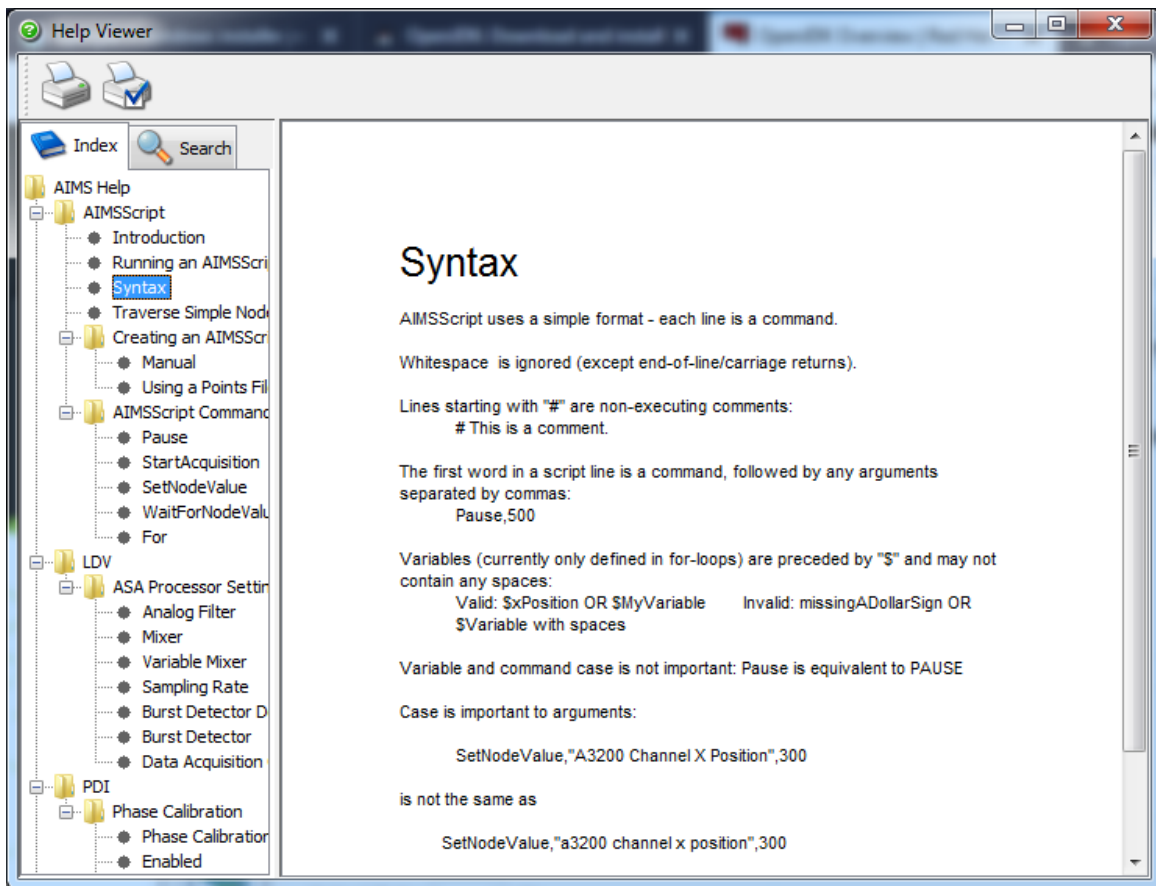 Help Viewer
Index
Search
AIMS Help
AIMSScript
Introduction
Running an AIMSScri
Syntax
Traverse Simple Node
Creating an AIMSScr
Manual
Using a Points Fil
AIMSScript Command
Pause
StartAcquisition
SetNodeValue
WaitForNodeValu
For
LDV
ASA Processor Settin
Analog Filter
Mixer
Variable Mixer
Sampling Rate
Burst Detector D
Burst Detector
Data Acquisition
PDI
Phase Calibration
Phase Calibration
Enabled
Syntax
AIMSScript uses a simple format - each line is a command.
Whitespace is ignored (except end-of-line/carriage returns).
Lines starting with "#" are non-executing comments:
# This is a comment.
The first word in a script line is a command, followed by any arguments
separated by commas:
Pause,500
Variables (currently only defined in for-loops) are preceded by "$" and may not
contain any spaces:
Valid: $xPosition OR $MyVariable Invalid: missingADollarSign OR
$Variable with spaces
Variable and command case is not important: Pause is equivalent to PAUSE
Case is important to arguments:
SetNodeValue,"A3200 Channel X Position",300
is not the same as
SetNodeValue,"a3200 channel x position",300